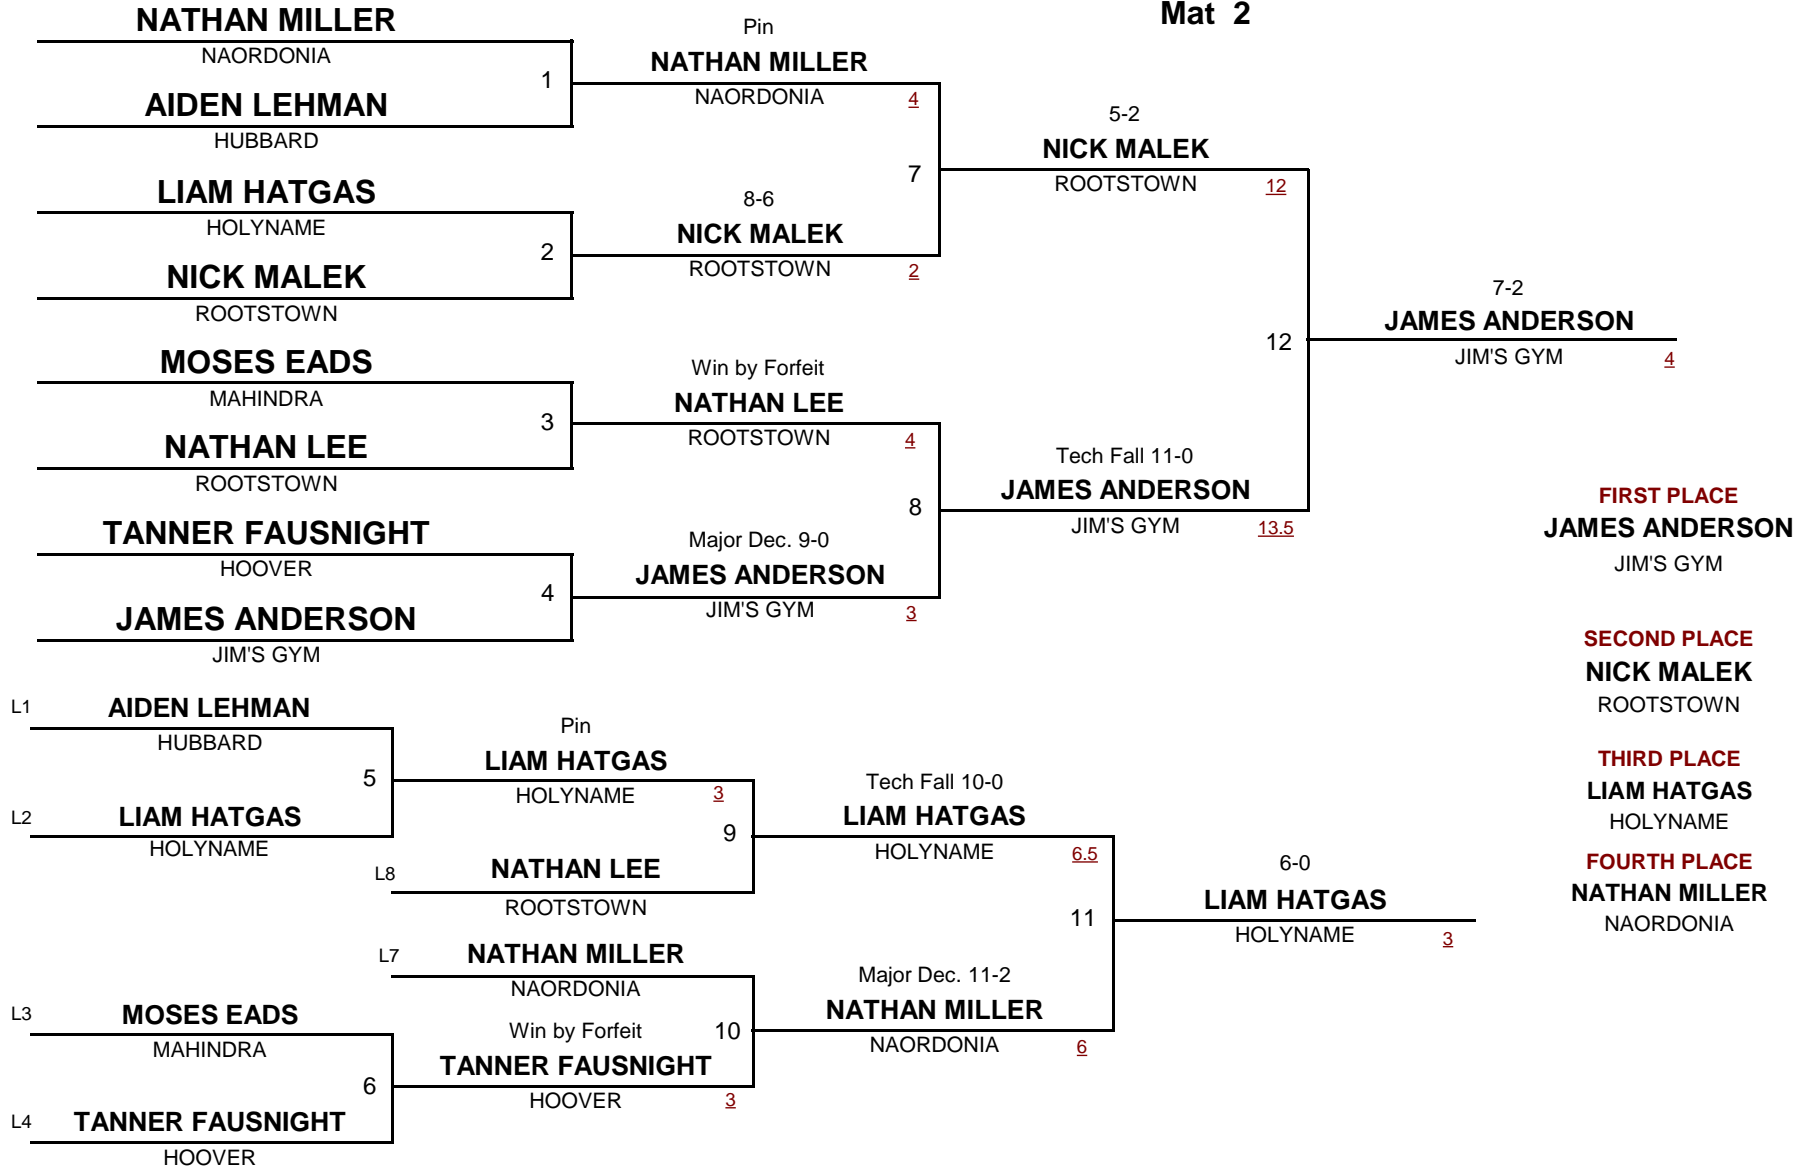 Mat 2
NATHAN MILLER
NAORDONIA
1
AIDEN LEHMAN
HUBBARD
LIAM HATGAS
HOLYNAME
2
NICK MALEK
ROOTSTOWN
MOSES EADS
MAHINDRA
3
NATHAN LEE
ROOTSTOWN
TANNER FAUSNIGHT
HOOVER
4
JAMES ANDERSON
JIM'S GYM
Pin
NATHAN MILLER
NAORDONIA 4
7
8-6
NICK MALEK
ROOTSTOWN 2
Win by Forfeit
NATHAN LEE
ROOTSTOWN 4
8
Major Dec. 9-0
JAMES ANDERSON
JIM'S GYM 3
5-2
NICK MALEK
ROOTSTOWN 12
12
Tech Fall 11-0
JAMES ANDERSON
JIM'S GYM 13.5
7-2
JAMES ANDERSON
JIM'S GYM 4
FIRST PLACE
JAMES ANDERSON
JIM'S GYM
SECOND PLACE
NICK MALEK
ROOTSTOWN
THIRD PLACE
LIAM HATGAS
HOLYNAME
FOURTH PLACE
NATHAN MILLER
NAORDONIA
L1 AIDEN LEHMAN
HUBBARD
5
L2 LIAM HATGAS
HOLYNAME
L3 MOSES EADS
MAHINDRA
6
L4 TANNER FAUSNIGHT
HOOVER
Pin
LIAM HATGAS
HOLYNAME 3
9
L8 NATHAN LEE
ROOTSTOWN
L7 NATHAN MILLER
NAORDONIA
Win by Forfeit 10
TANNER FAUSNIGHT
HOOVER 3
Tech Fall 10-0
LIAM HATGAS
HOLYNAME 6.5
11
Major Dec. 11-2
NATHAN MILLER
NAORDONIA 6
6-0
LIAM HATGAS
HOLYNAME 3